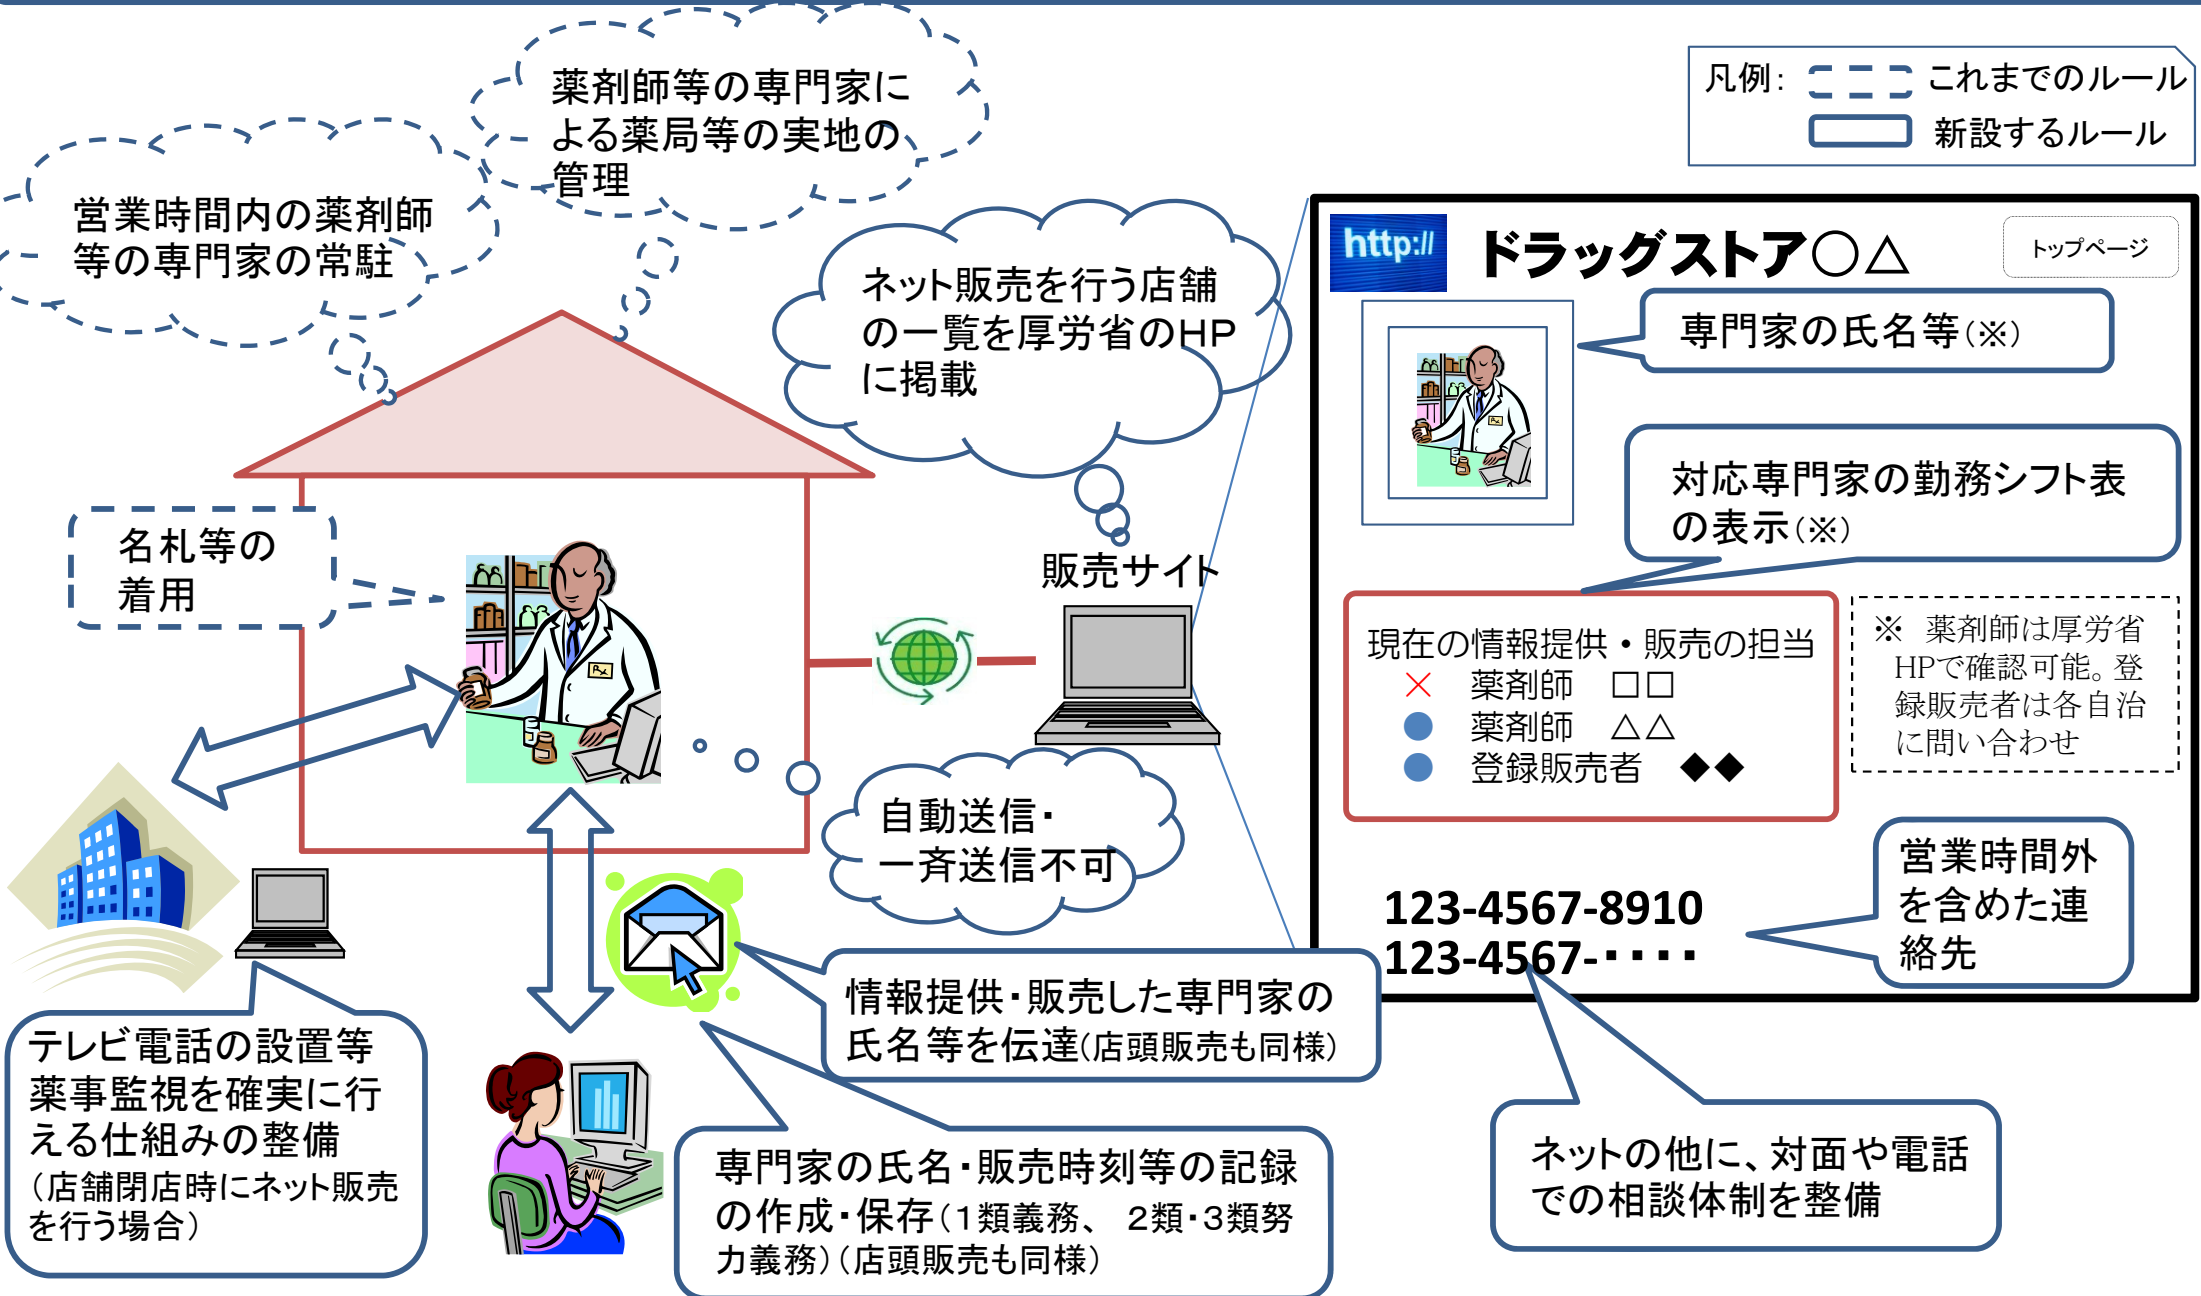 薬剤師等の専門家に
よる薬局等の実地の
管理
凡例：
これまでのルール
新設するルール
営業時間内の薬剤師
等の専門家の常駐
ネット販売を行う店舗
の一覧を厚労省のHP
に掲載
http://
ドラッグストア○△
トップページ
専門家の氏名等(※)
対応専門家の勤務シフト表
の表示(※)
名札等の
着用
販売サイト
現在の情報提供・販売の担当
× 薬剤師 □□
● 薬剤師 △△
● 登録販売者 ◆◆
※ 薬剤師は厚労省
HPで確認可能。登
録販売者は各自治
に問い合わせ
自動送信・
一斉送信不可
営業時間外
を含めた連
絡先
123-4567-8910
123-4567-・・・・
情報提供・販売した専門家の
氏名等を伝達(店頭販売も同様)
テレビ電話の設置等
薬事監視を確実に行
える仕組みの整備
(店舗閉店時にネット販売
を行う場合)
専門家の氏名・販売時刻等の記録
の作成・保存(1類義務、 2類・3類努
力義務)(店頭販売も同様)
ネットの他に、対面や電話
での相談体制を整備
Rx
Rx